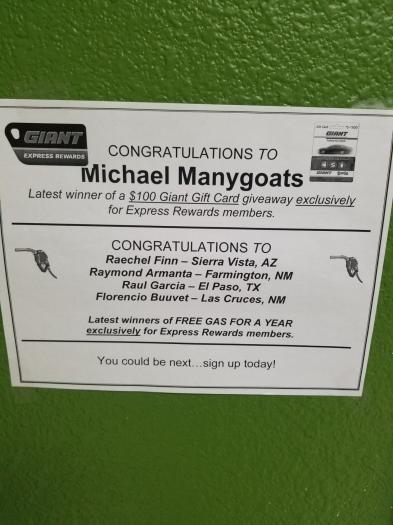 GIANT
EXPRESS REWARDS
CONGRATULATIONS TO
Michael Manygoats
Latest winner of a $100 Giant Gift Card giveaway exclusively
for Express Rewards members.
GIANT
CONGRATULATIONS TO
Raechel Finn – Sierra Vista, AZ
Raymond Armanta – Farmington, NM
Raul Garcia – El Paso, TX
Florencio Buuvet – Las Cruces, NM
Latest winners of FREE GAS FOR A YEAR
exclusively for Express Rewards members.
You could be next...sign up today!